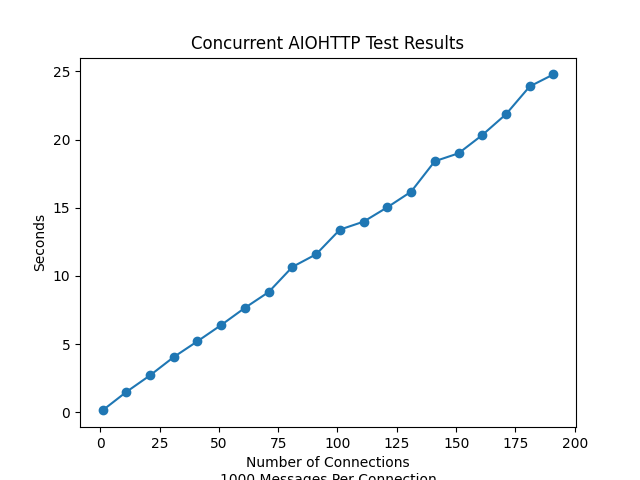 Concurrent AIOHTTP Test Results
25
20
15
10
5
0
Seconds
0 25 50 75 100 125 150 175 200
Number of Connections
1000 Messages Per Connection